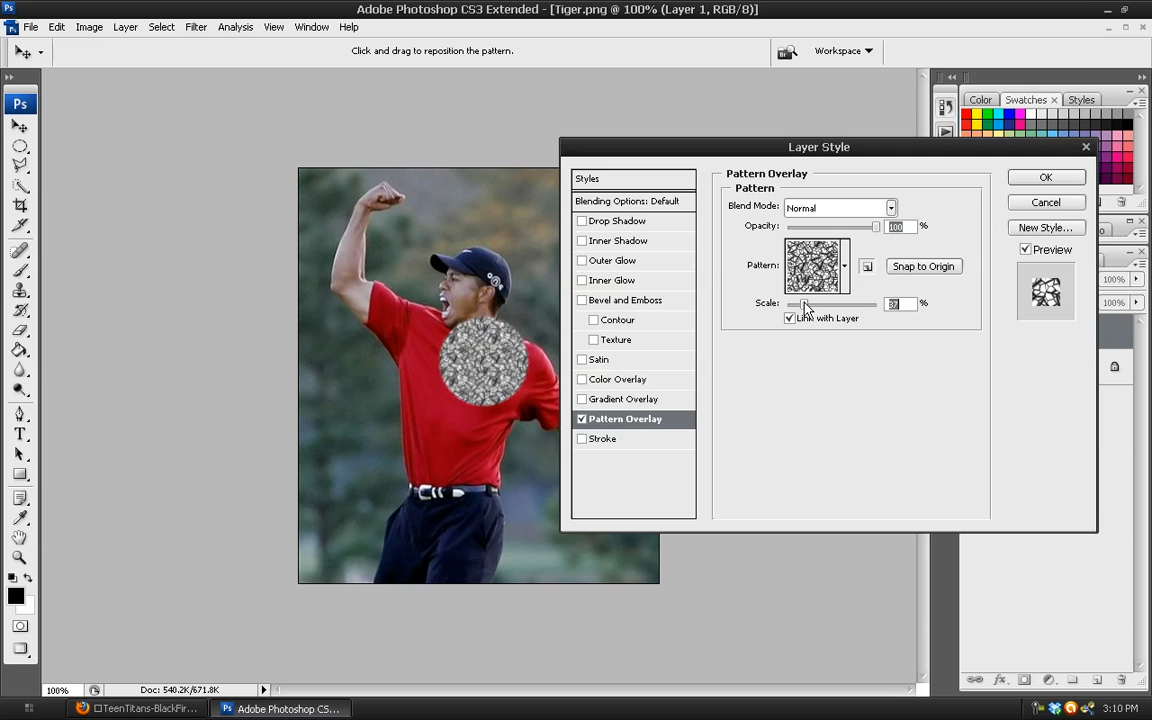 Adobe Photoshop CS3 Extended - [Tiger.png @ 100% (Layer 1, RGB/8)]
File Edit Image Layer Select Filter Analysis View Window Help
Click and drag to reposition the pattern.
Workspace
Ps
Color Swatches × Styles
Layer Style
Styles
Blending Options: Default
Drop Shadow
Inner Shadow
Outer Glow
Inner Glow
Bevel and Emboss
Contour
Texture
Satin
Color Overlay
Gradient Overlay
Pattern Overlay
Stroke
Pattern Overlay
Pattern
Blend Mode: Normal
Opacity: 100 %
Pattern: Snap to Origin
Scale: %
Link with Layer
OK
Cancel
New Style...
Preview
100%
100%
100% Doc: 540.2K/671.8K
TeenTitans-BlackFir...
Ps Adobe Photoshop CS...
3:10 PM